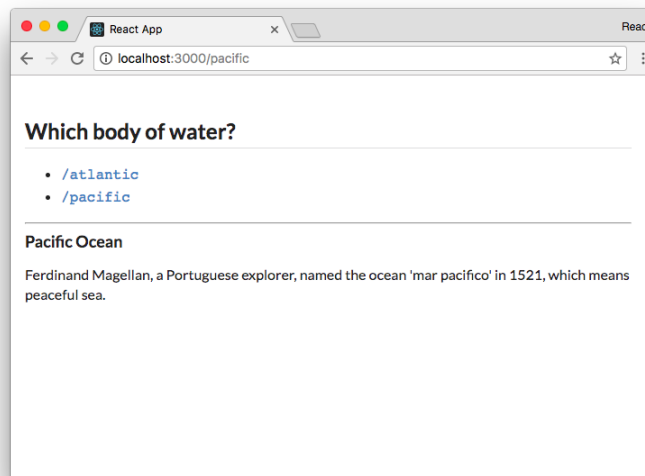 React App
Reac
localhost:3000/pacific
Which body of water?
/atlantic
/pacific
Pacific Ocean
Ferdinand Magellan, a Portuguese explorer, named the ocean 'mar pacifico' in 1521, which means
peaceful sea.